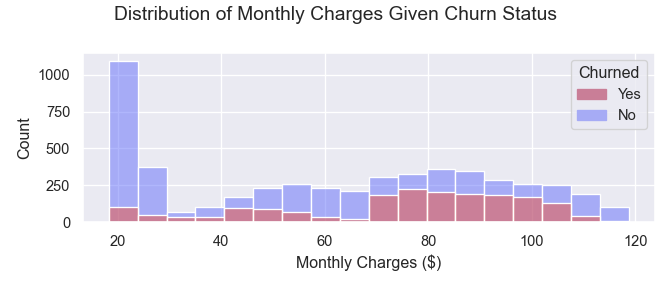 Distribution of Monthly Charges Given Churn Status
Churned
Yes
No
1000
750
500
250
0
Count
20 40 60 80 100 120
Monthly Charges ($)